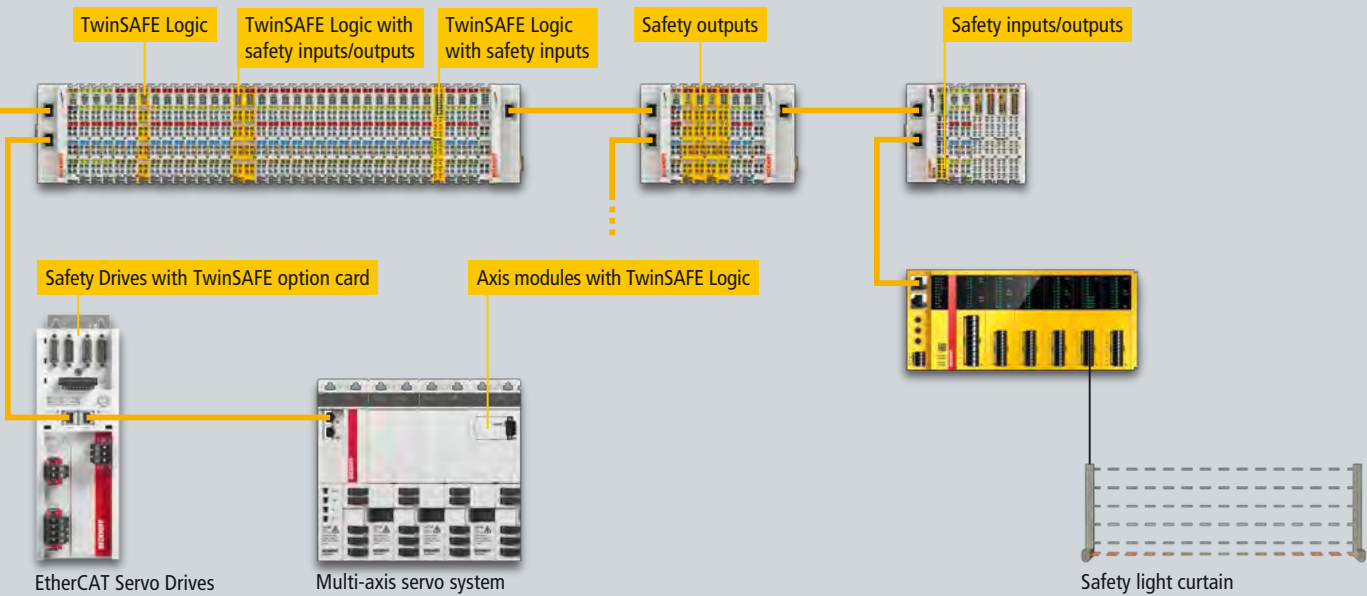 TwinSAFE Logic
TwinSAFE Logic with
safety inputs/outputs
TwinSAFE Logic
with safety inputs
Safety outputs
Safety inputs/outputs
Safety Drives with TwinSAFE option card
Axis modules with TwinSAFE Logic
BECKHOFF
BECKHOFF
EtherCAT Servo Drives
Multi-axis servo system
Safety light curtain